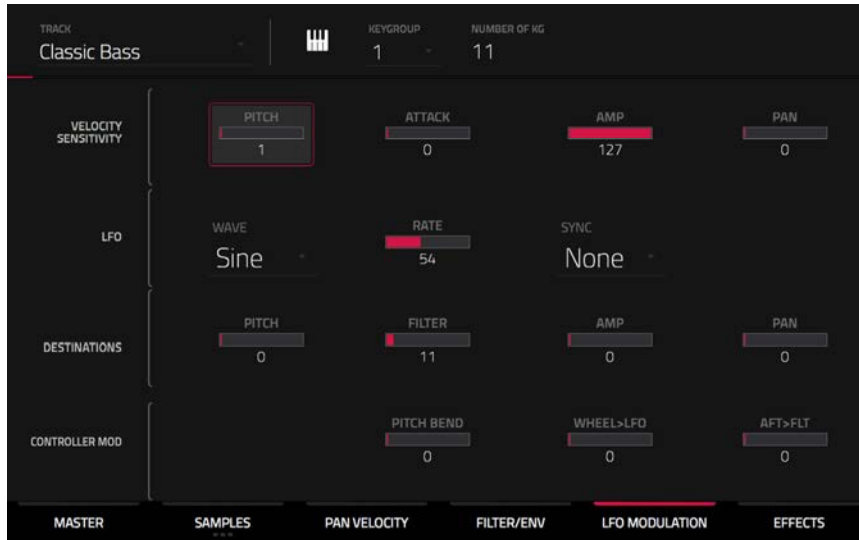 TRACK
Classic Bass
KEYGROUP
1
NUMBER OF KG
11
VELOCITY
SENSITIVITY
PITCH
1
ATTACK
0
AMP
127
PAN
0
LFO
WAVE
Sine
RATE
54
SYNC
None
DESTINATIONS
PITCH
0
FILTER
11
AMP
0
PAN
0
CONTROLLER MOD
PITCH BEND
0
WHEEL>LFO
0
AFT>FLT
0
MASTER
SAMPLES
PAN VELOCITY
FILTER/ENV
LFO MODULATION
EFFECTS